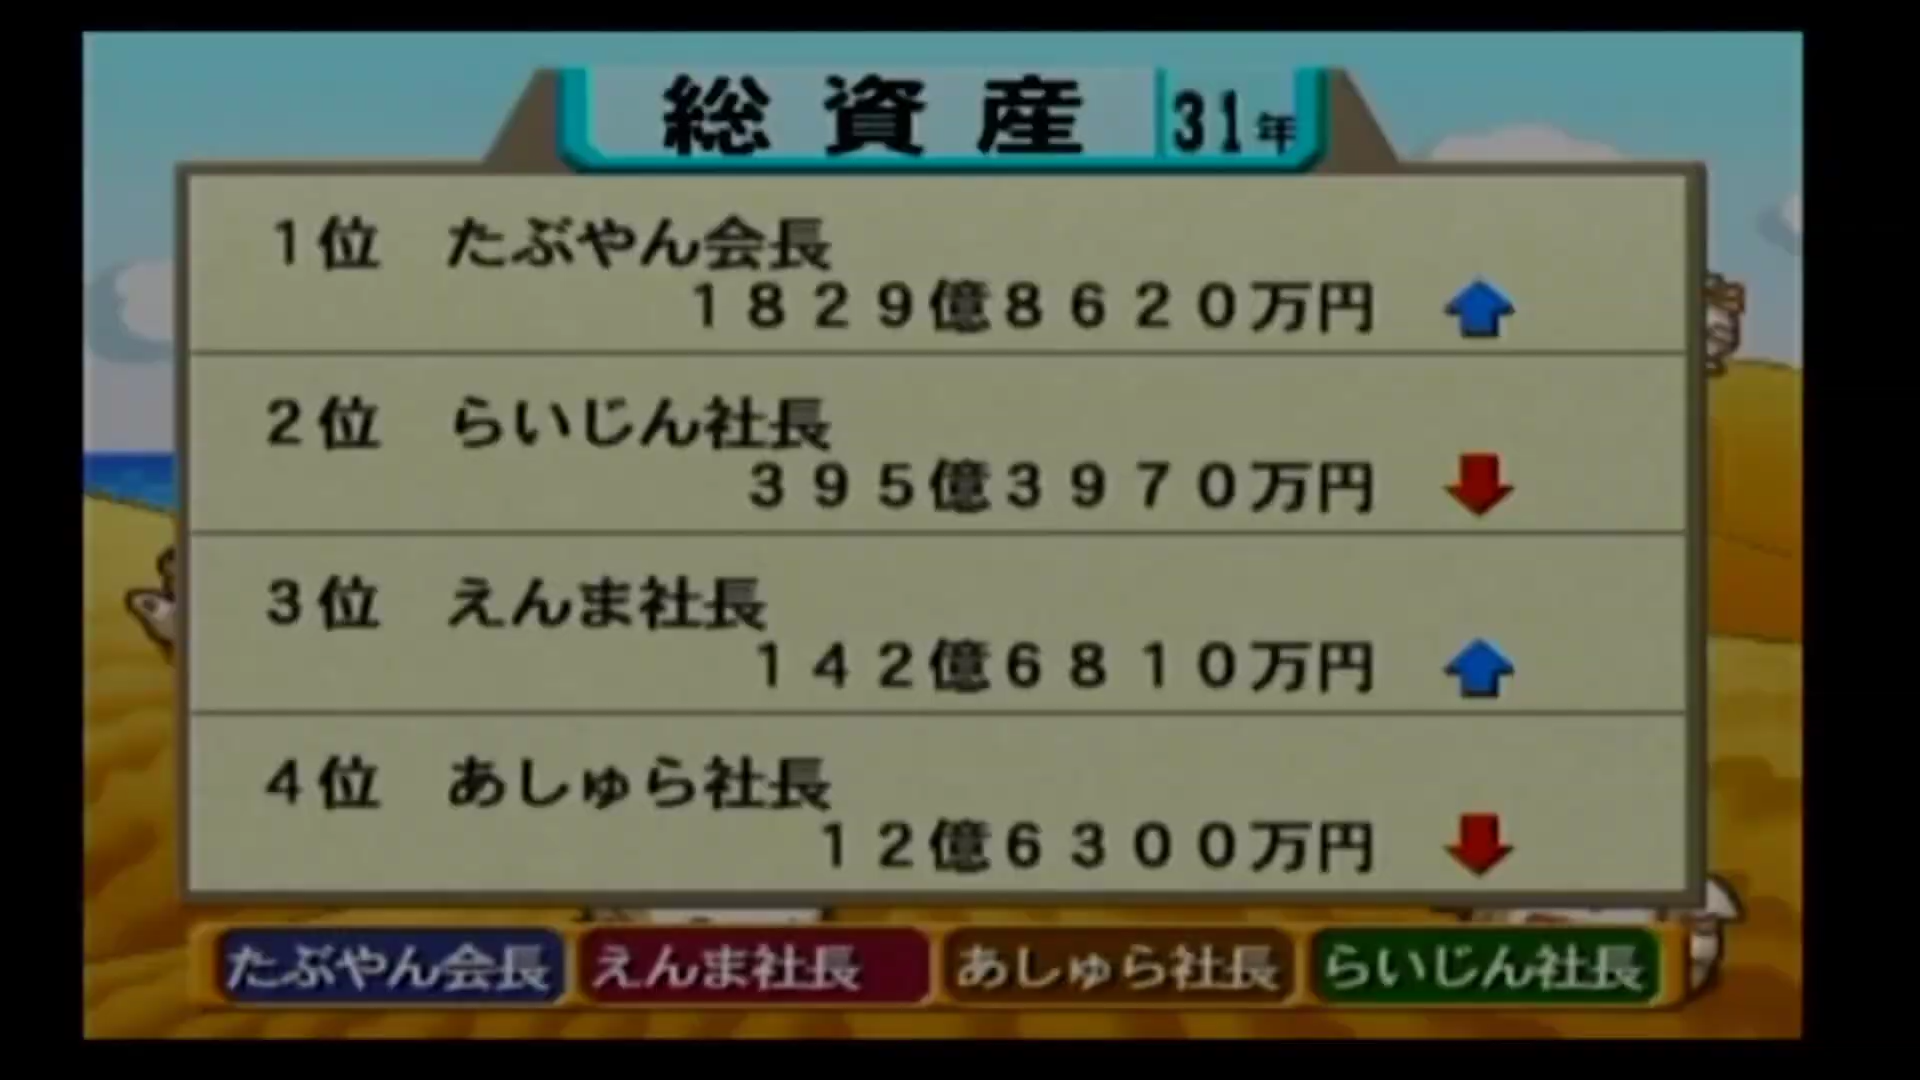 総資産 31年
1位 たぶやん会長
1829億8620万円
2位 らいじん社長
395億3970万円
3位 えんま社長
142億6810万円
4位 あしゅら社長
12億6300万円
たぶやん会長 えんま社長 あしゅら社長 らいじん社長